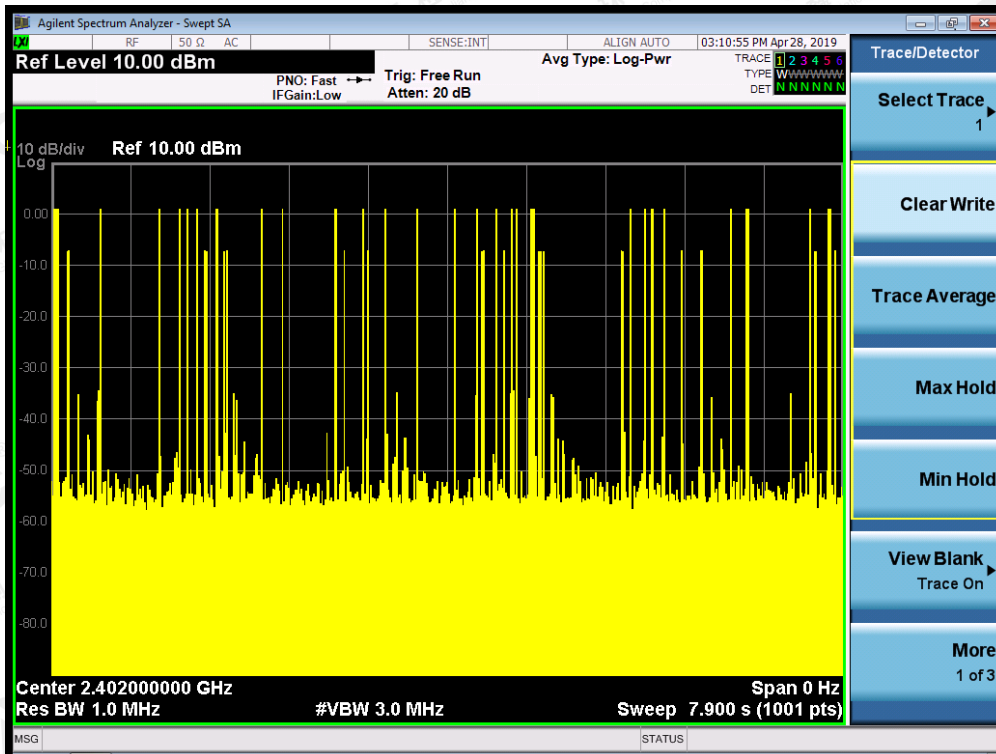 Agilent Spectrum Analyzer - Swept SA
LXI RF 50 Ω AC SENSE:INT ALIGN AUTO 03:10:55 PM Apr 28, 2019
Ref Level 10.00 dBm
Avg Type: Log-Pwr
PNO: Fast
IFGain:Low
Trig: Free Run
Atten: 20 dB
TRACE 1 2 3 4 5 6
TYPE WWWWWWW
DET N N N N N N
10 dB/div Ref 10.00 dBm
Log
0.00
-10.0
-20.0
-30.0
-40.0
-50.0
-60.0
-70.0
-80.0
Center 2.402000000 GHz
Span 0 Hz
Res BW 1.0 MHz
#VBW 3.0 MHz
Sweep 7.900 s (1001 pts)
MSG
STATUS
Trace/Detector
Select Trace
1
Clear Write
Trace Average
Max Hold
Min Hold
View Blank
Trace On
More
1 of 3